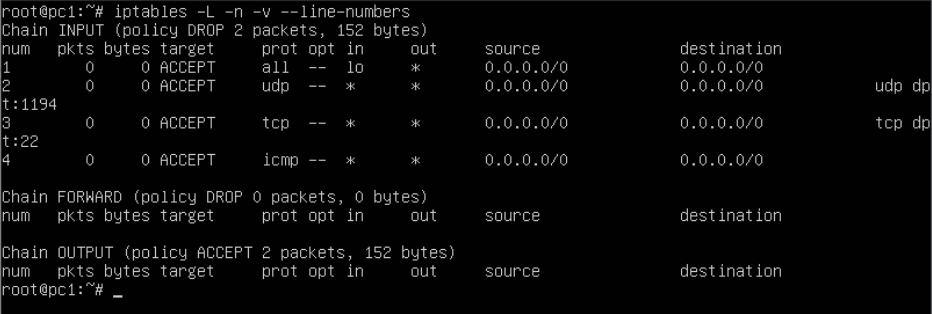 root@pc1:~# iptables -L -n -v --line-numbers
Chain INPUT (policy DROP 2 packets, 152 bytes)
num   pkts bytes target     prot opt in     out     source               destination
1        0     0 ACCEPT     all  --  lo     *       0.0.0.0/0            0.0.0.0/0
2        0     0 ACCEPT     udp  --  *      *       0.0.0.0/0            0.0.0.0/0            udp dp
t:1194
3        0     0 ACCEPT     tcp  --  *      *       0.0.0.0/0            0.0.0.0/0            tcp dp
t:22
4        0     0 ACCEPT     icmp --  *      *       0.0.0.0/0            0.0.0.0/0

Chain FORWARD (policy DROP 0 packets, 0 bytes)
num   pkts bytes target     prot opt in     out     source               destination

Chain OUTPUT (policy ACCEPT 2 packets, 152 bytes)
num   pkts bytes target     prot opt in     out     source               destination
root@pc1:~# _